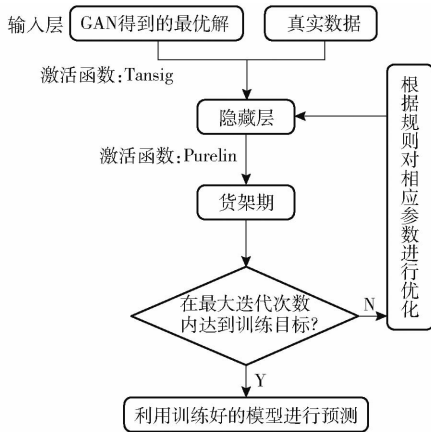 输入层
GAN得到的最优解
真实数据
激活函数:Tansig
隐藏层
激活函数:Purelin
货架期
根据规则对相应参数进行优化
在最大迭代次数
内达到训练目标?
N
Y
利用训练好的模型进行预测